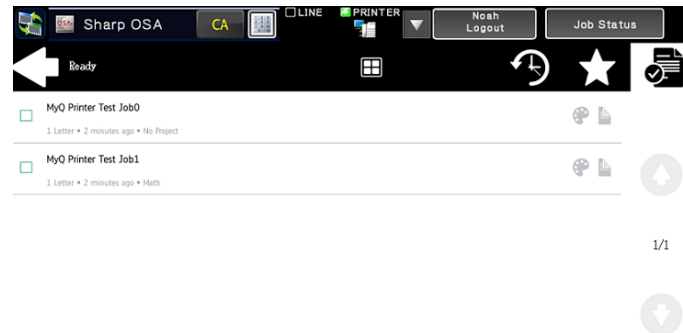 Sharp OSA
CA
LINE
PRINTER
Noah
Logout
Job Status
Ready
MyQ Printer Test Job0
1 Letter • 2 minutes ago • No Project
MyQ Printer Test Job1
1 Letter • 2 minutes ago • Math
1/1